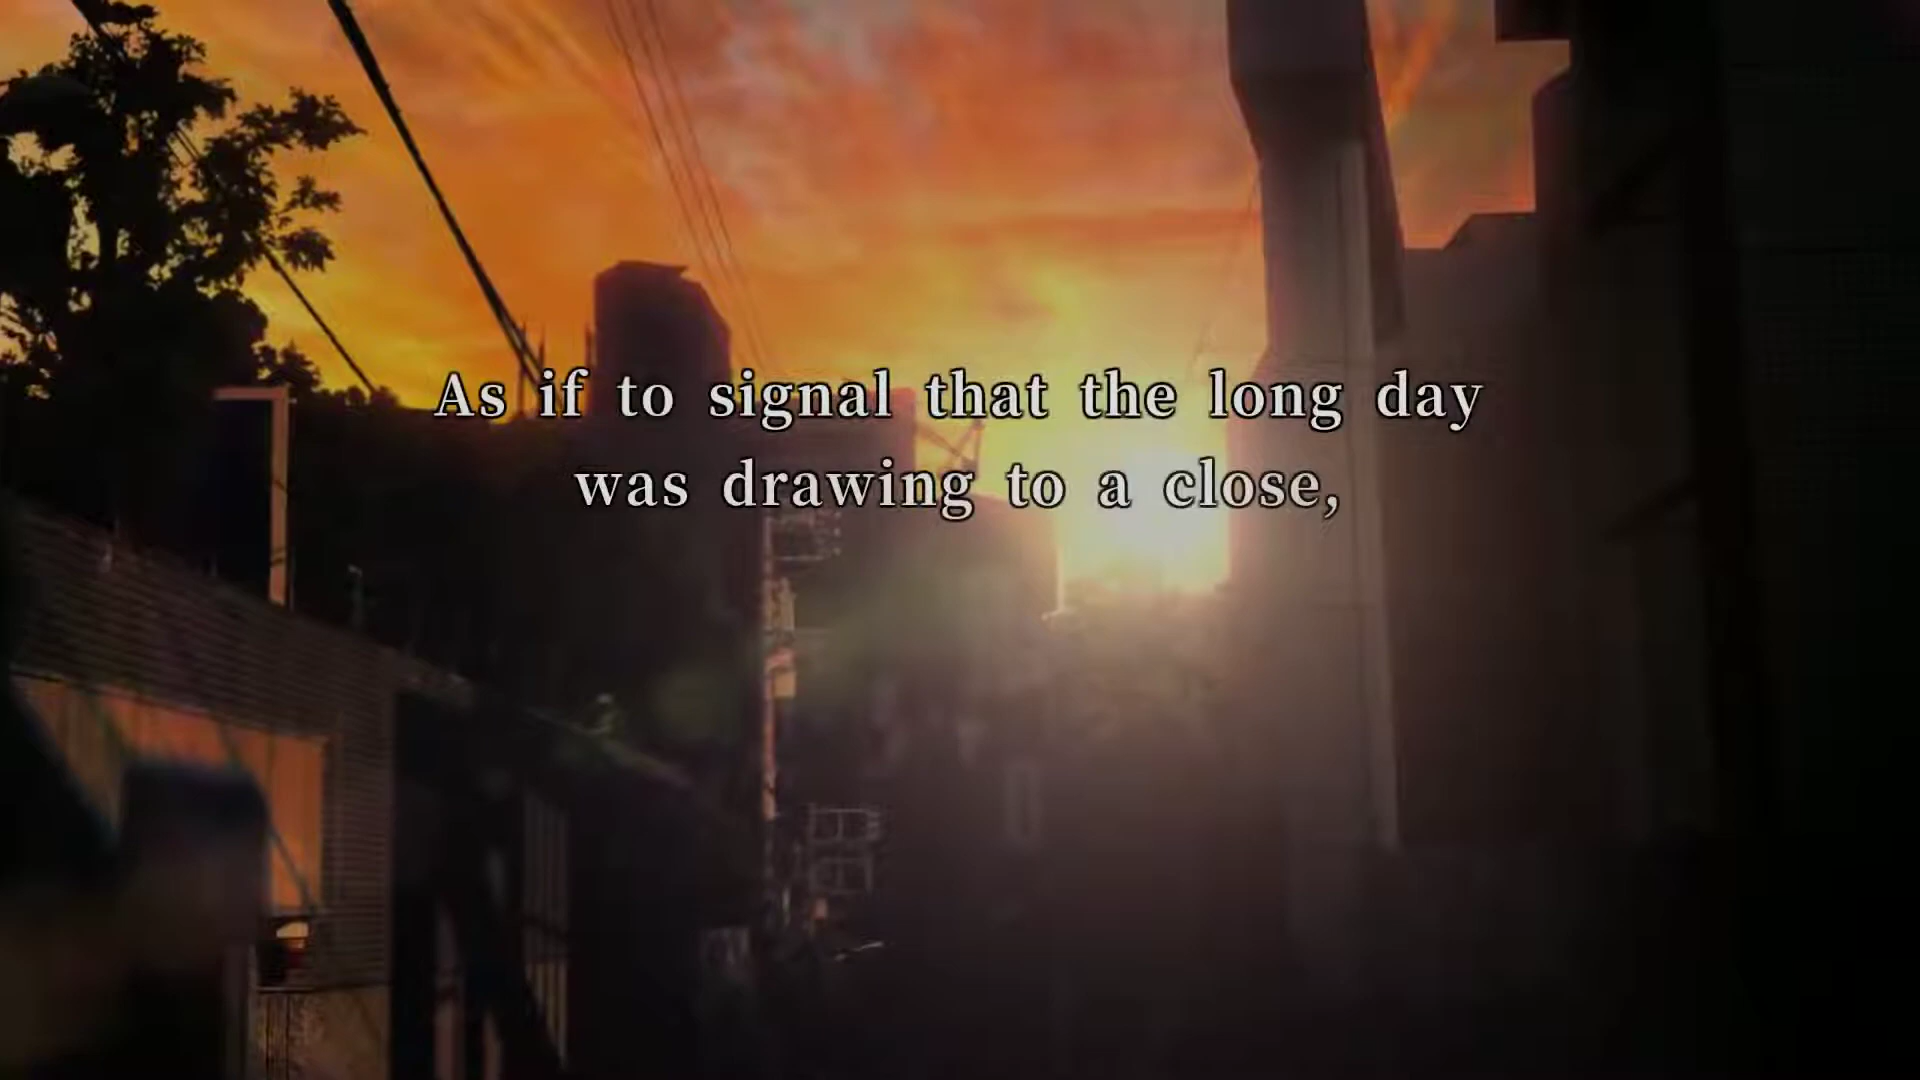 As if to signal that the long day
was drawing to a close,